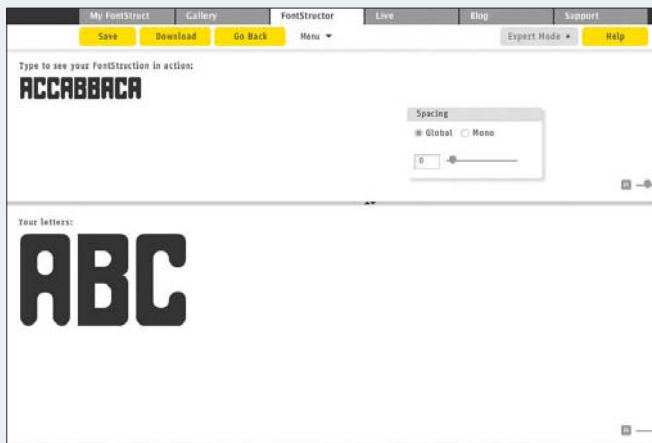 My FontStruct Gallery FontStructor Live Blog Support
Save Download Go Back Menu Expert Mode Help
Type to see your FontStruction in action:
ACCABBACA
Spacing
Global Mono
0
Your letters:
ABC